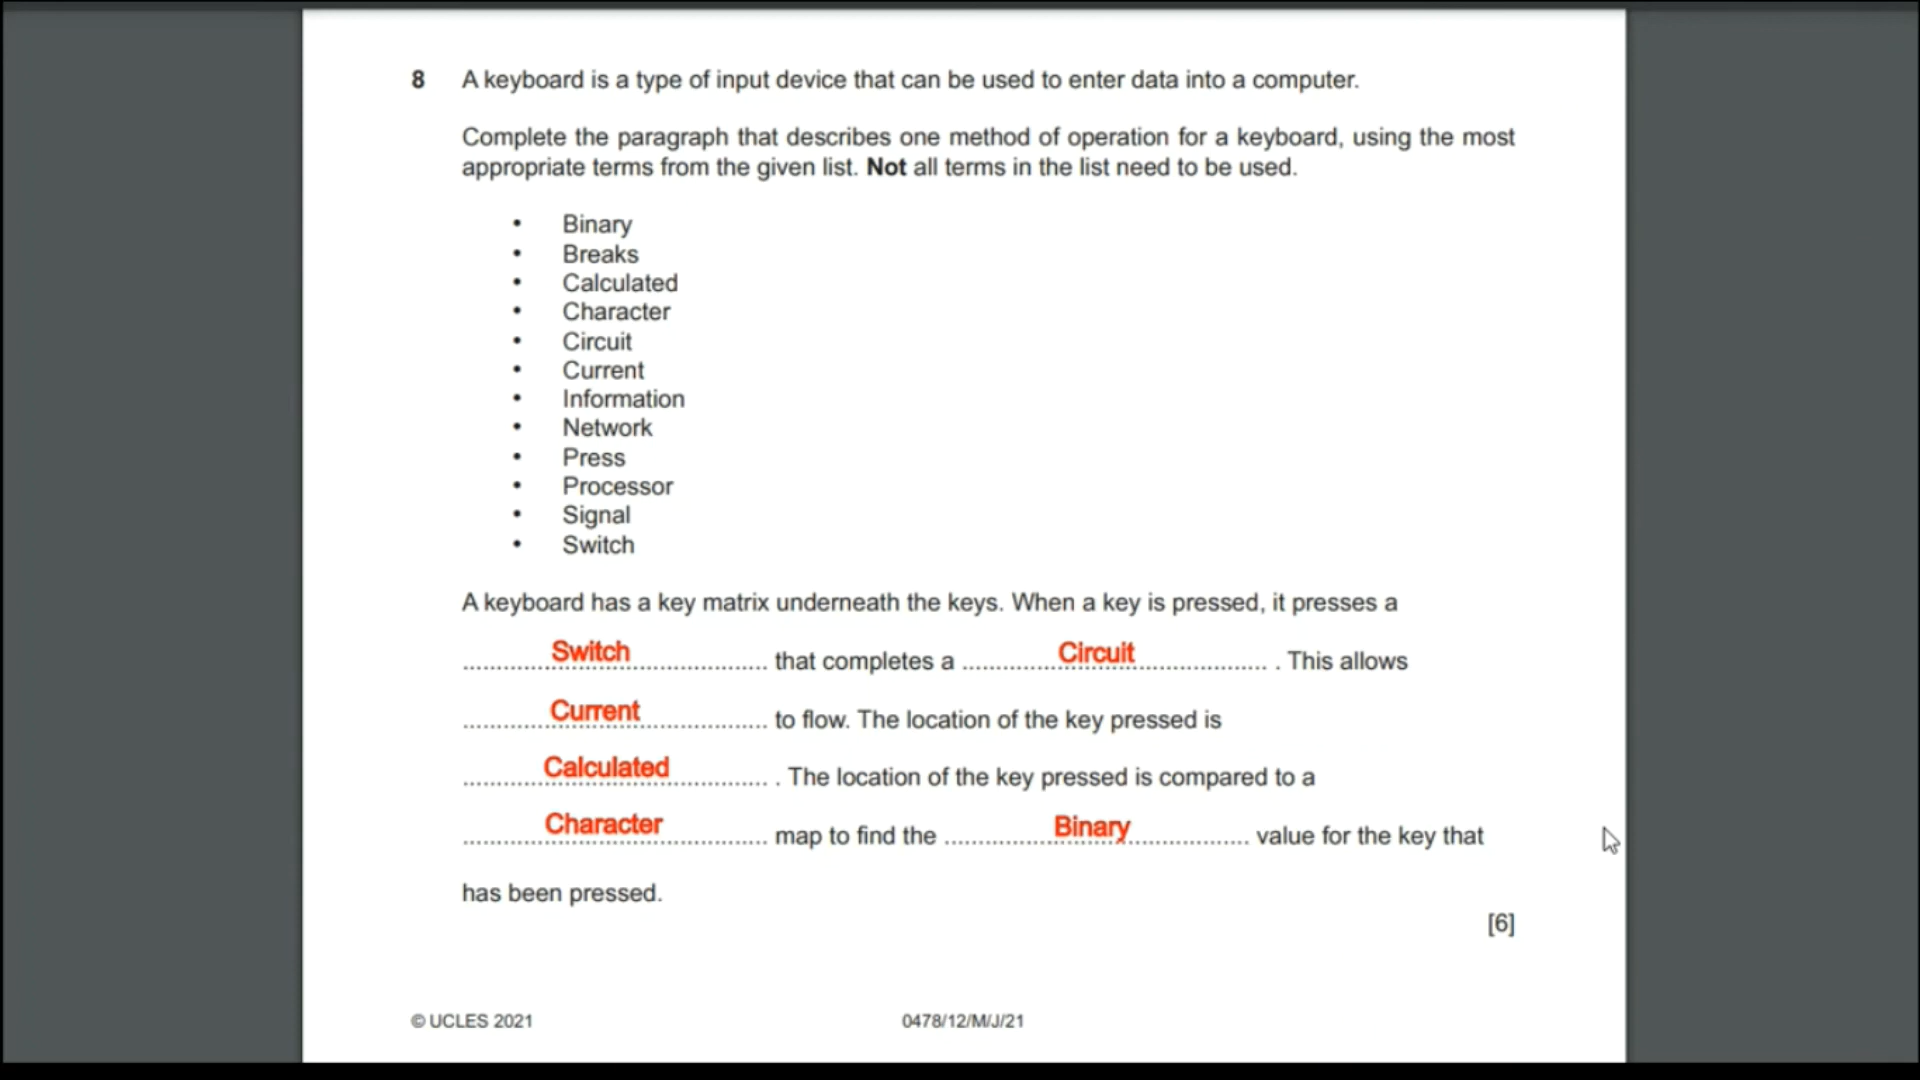 8 A keyboard is a type of input device that can be used to enter data into a computer.
Complete the paragraph that describes one method of operation for a keyboard, using the most
appropriate terms from the given list. Not all terms in the list need to be used.
• Binary
• Breaks
• Calculated
• Character
• Circuit
• Current
• Information
• Network
• Press
• Processor
• Signal
• Switch
A keyboard has a key matrix underneath the keys. When a key is pressed, it presses a
Switch that completes a Circuit . This allows
Current to flow. The location of the key pressed is
Calculated . The location of the key pressed is compared to a
Character map to find the Binary value for the key that
has been pressed.
[6]
© UCLES 2021 0478/12/M/J/21